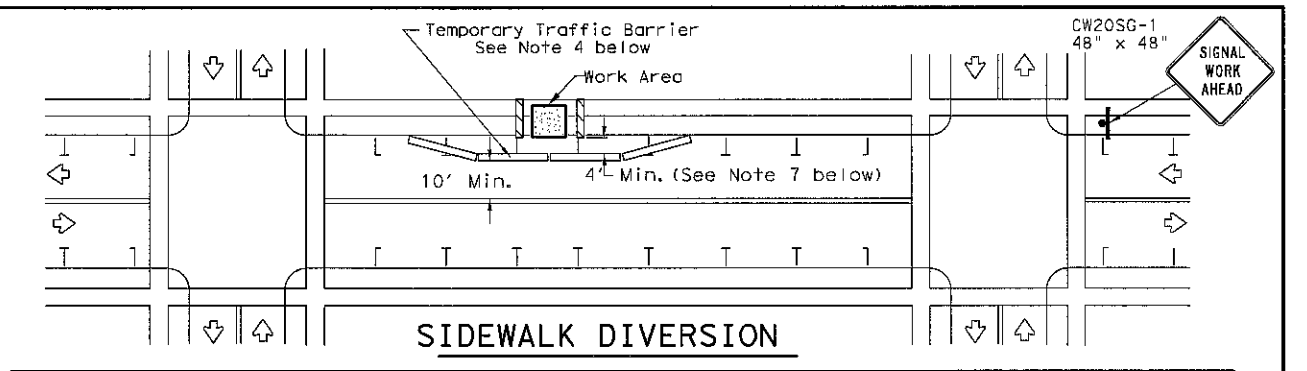 Temporary Traffic Barrier
See Note 4 below
Work Area
CW20SG-1
48" x 48"
SIGNAL
WORK
AHEAD
10' Min.
4' Min. (See Note 7 below)
SIDEWALK DIVERSION